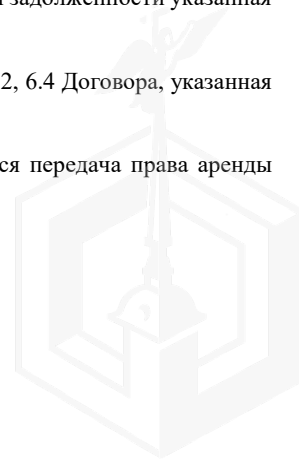 задолженности указанная
2, 6.4 Договора, указанная
ся передача права аренды